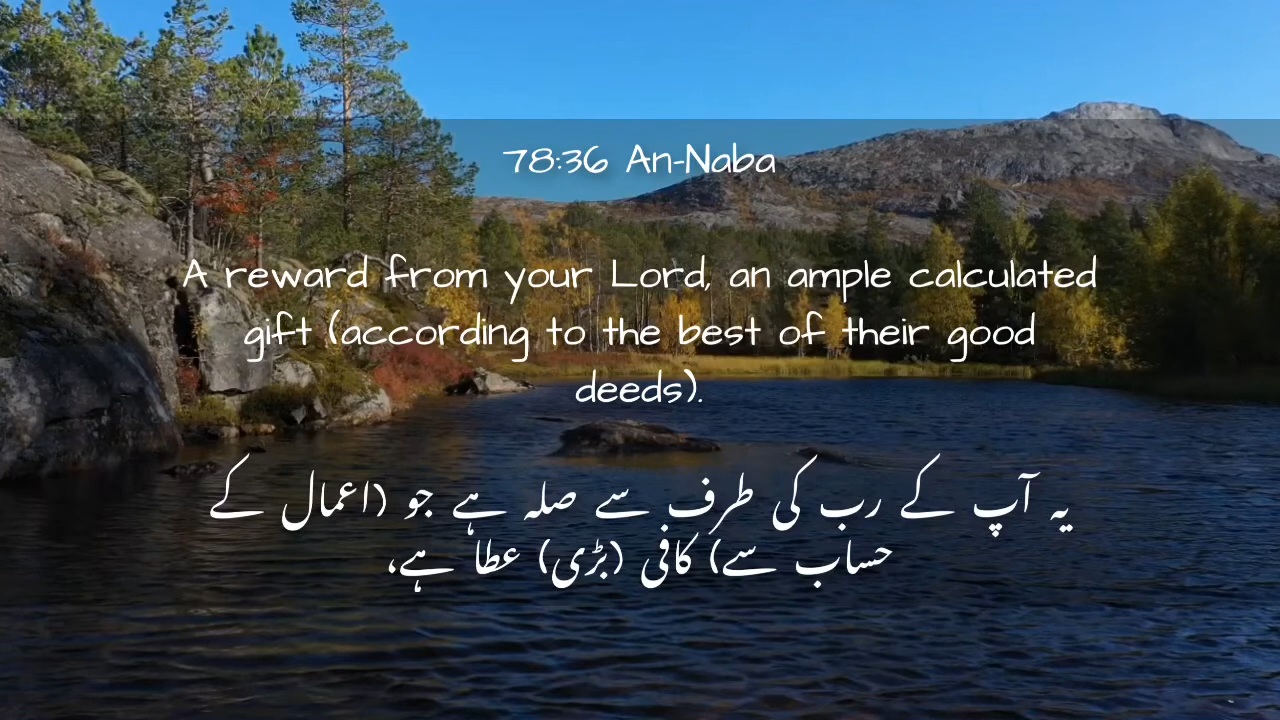 78:36 An-Naba
A reward from your Lord, an ample calculated
gift (according to the best of their good
deeds).
یہ آپ کے رب کی طرف سے صلہ ہے جو (اعمال کے
حساب سے) کافی (بڑی) عطا ہے،